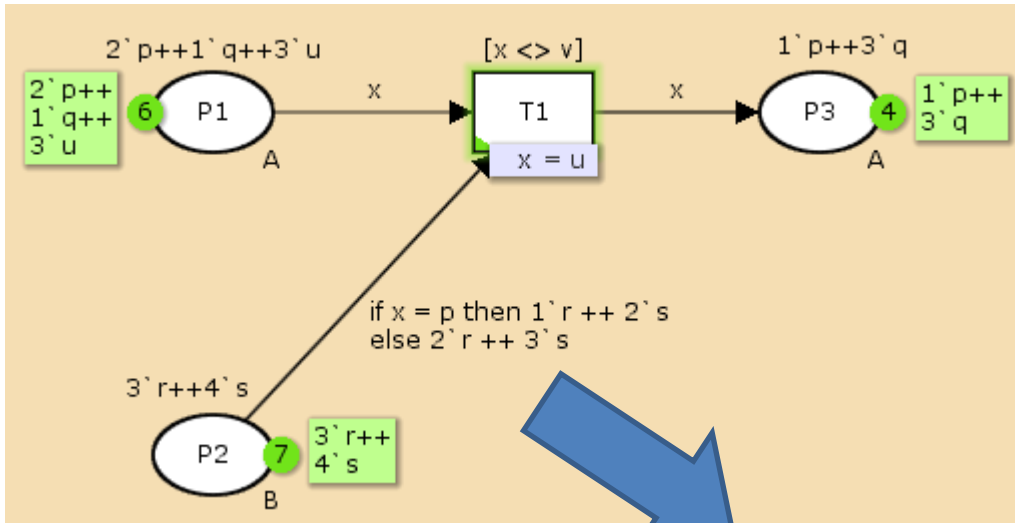 2`p++1`q++3`u
[x <> v]
1`p++3`q
2`p++
1`q++
3`u
6
P1
x
T1
x
P3
4
1`p++
3`q
A
x = u
A
if x = p then 1`r ++ 2`s
else 2`r ++ 3`s
3`r++4`s
P2
7
3`r++
4`s
B